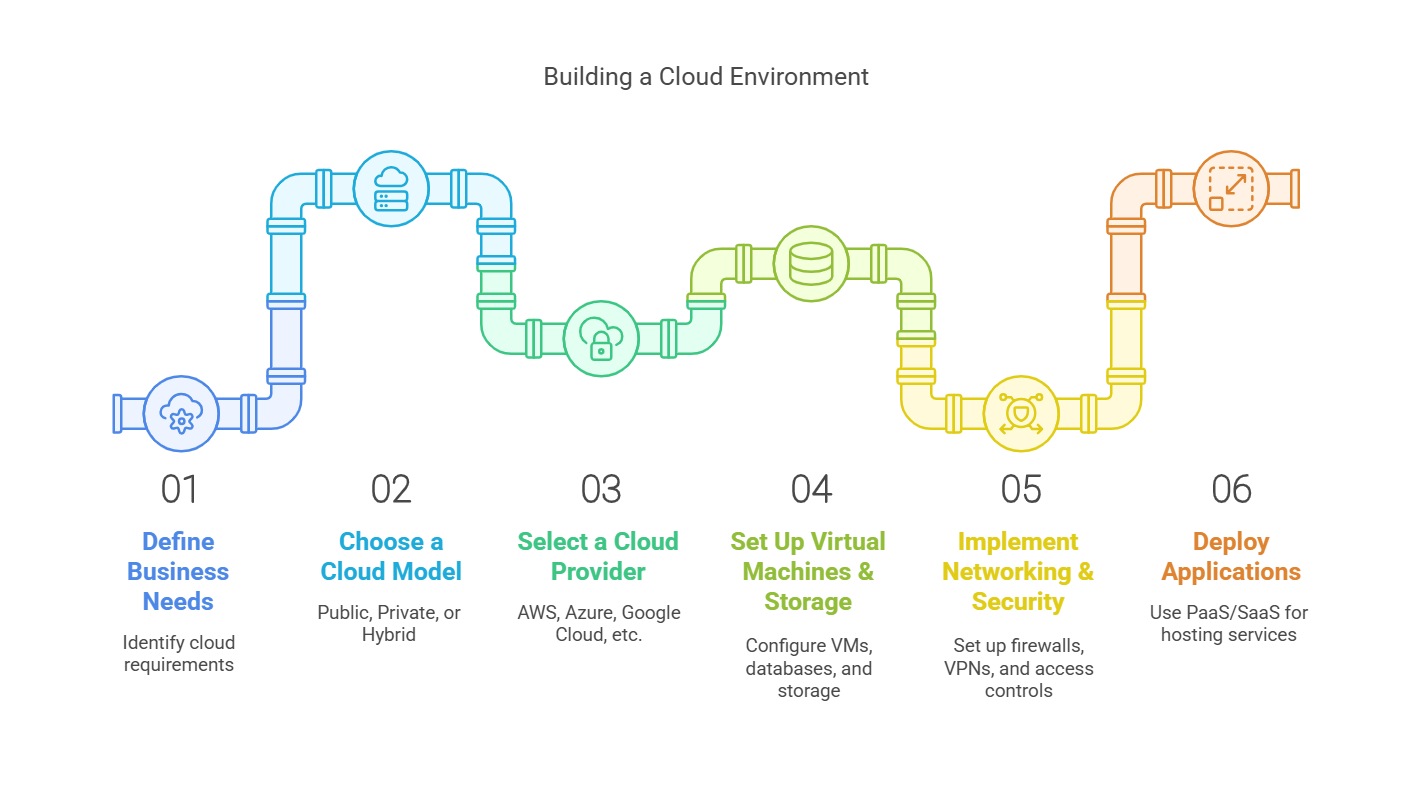 Building a Cloud Environment
01
Define
Business
Needs
Identify cloud
requirements
02
Choose a
Cloud Model
Public, Private, or
Hybrid
03
Select a Cloud
Provider
AWS, Azure, Google
Cloud, etc.
04
Set Up Virtual
Machines &
Storage
Configure VMs,
databases, and
storage
05
Implement
Networking &
Security
Set up firewalls,
VPNs, and access
controls
06
Deploy
Applications
Use PaaS/SaaS for
hosting services